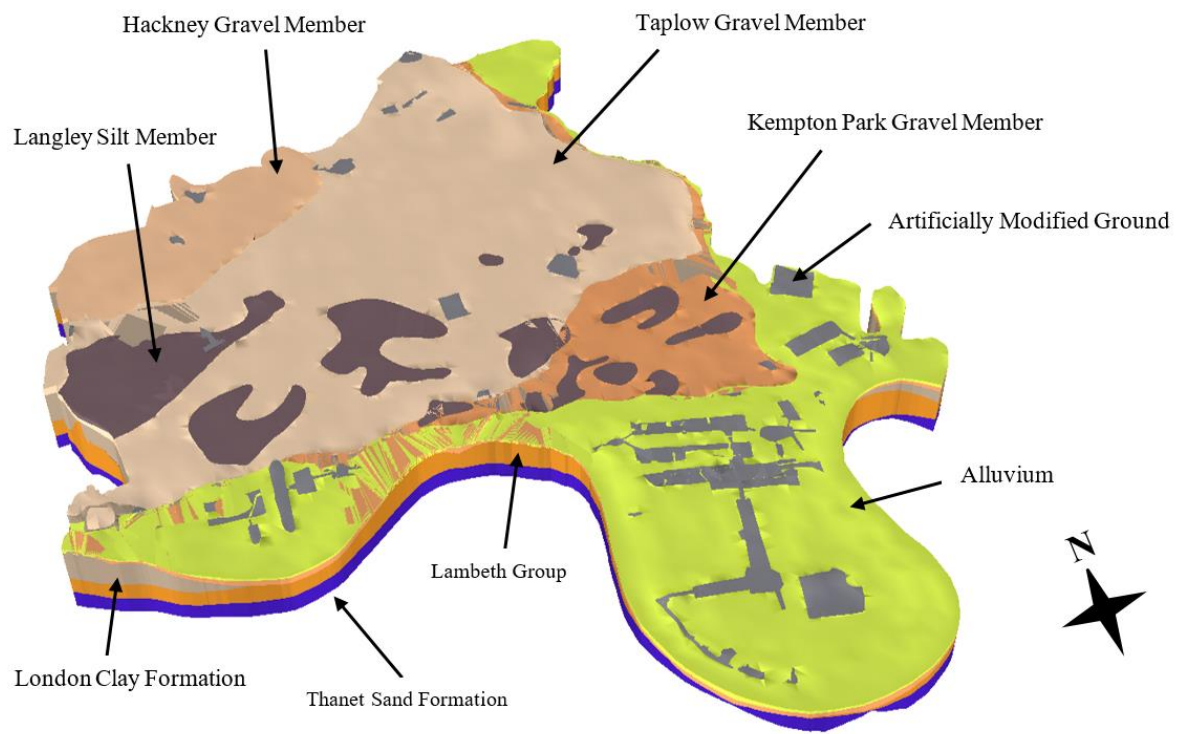 Hackney Gravel Member
Taplow Gravel Member
Langley Silt Member
Kempton Park Gravel Member
Artificially Modified Ground
Alluvium
N
Lambeth Group
London Clay Formation
Thanet Sand Formation